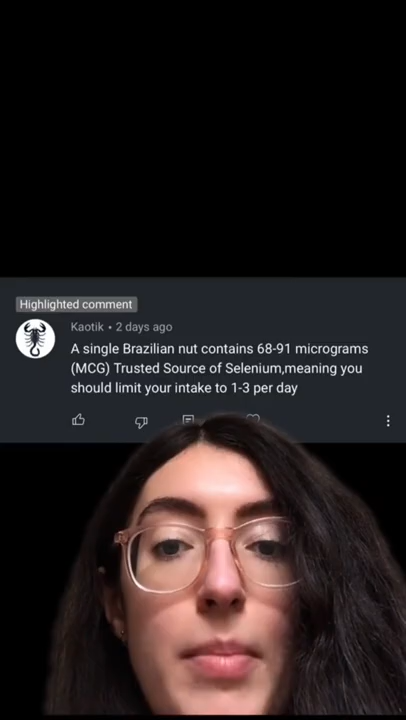 Highlighted comment
Kaotik • 2 days ago
A single Brazilian nut contains 68-91 micrograms
(MCG) Trusted Source of Selenium,meaning you
should limit your intake to 1-3 per day